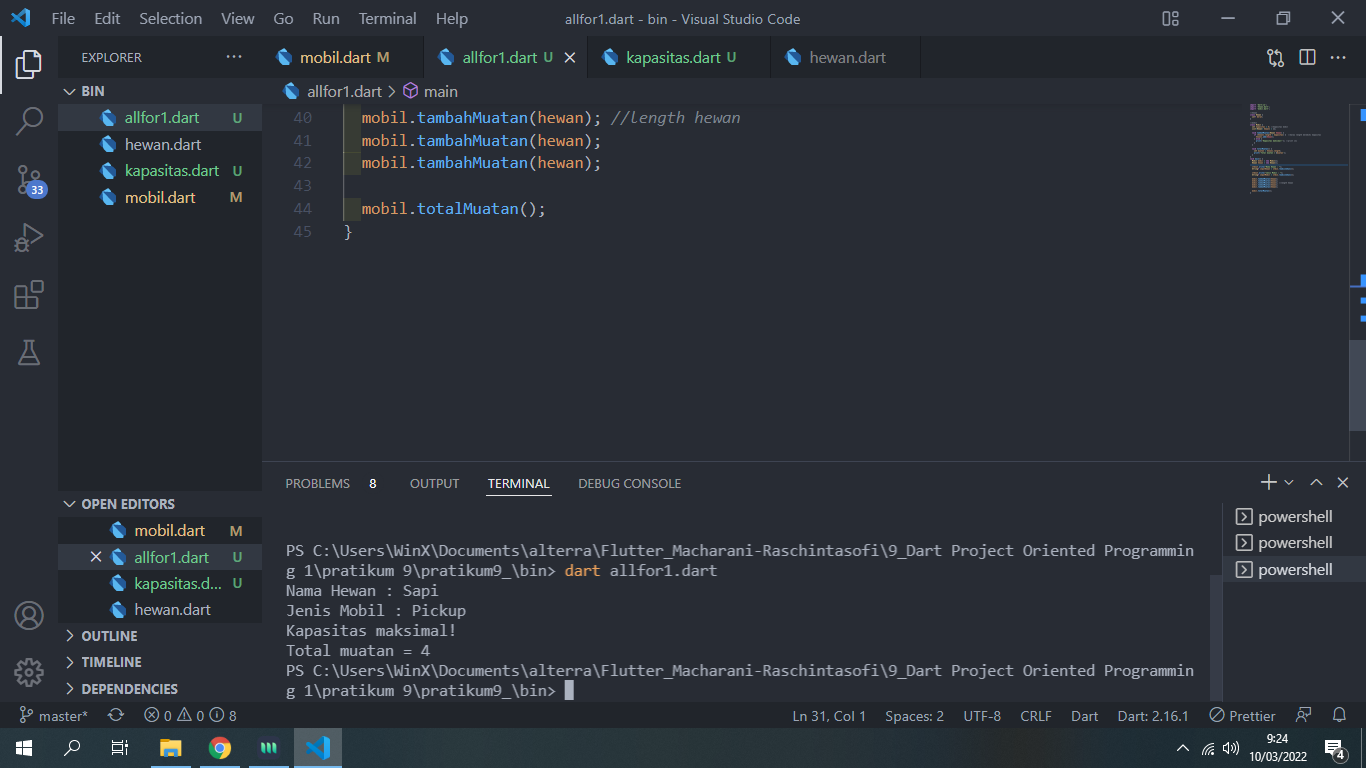 File Edit Selection View Go Run Terminal Help allfor1.dart - bin - Visual Studio Code
EXPLORER
mobil.dart M allfor1.dart U kapasitas.dart U hewan.dart
BIN
allfor1.dart U
hewan.dart
kapasitas.dart U
mobil.dart M
33
OPEN EDITORS
mobil.dart M
allfor1.dart U
kapasitas.d... U
hewan.dart
OUTLINE
TIMELINE
DEPENDENCIES
allfor1.dart > main
40 mobil.tambahMuatan(hewan); //length hewan
41 mobil.tambahMuatan(hewan);
42 mobil.tambahMuatan(hewan);
43
44 mobil.totalMuatan();
45 }
PROBLEMS 8 OUTPUT TERMINAL DEBUG CONSOLE
PS C:\Users\WinX\Documents\alterra\Flutter_Macharani-Raschintasofi\9_Dart Project Oriented Programmin
g 1\pratikum 9\pratikum9_\bin> dart allfor1.dart
Nama Hewan : Sapi
Jenis Mobil : Pickup
Kapasitas maksimal!
Total muatan = 4
PS C:\Users\WinX\Documents\alterra\Flutter_Macharani-Raschintasofi\9_Dart Project Oriented Programmin
g 1\pratikum 9\pratikum9_\bin>
powershell
powershell
powershell
master* 0 0 8 Ln 31, Col 1 Spaces: 2 UTF-8 CRLF Dart Dart: 2.16.1 Prettier
9:24
10/03/2022
4